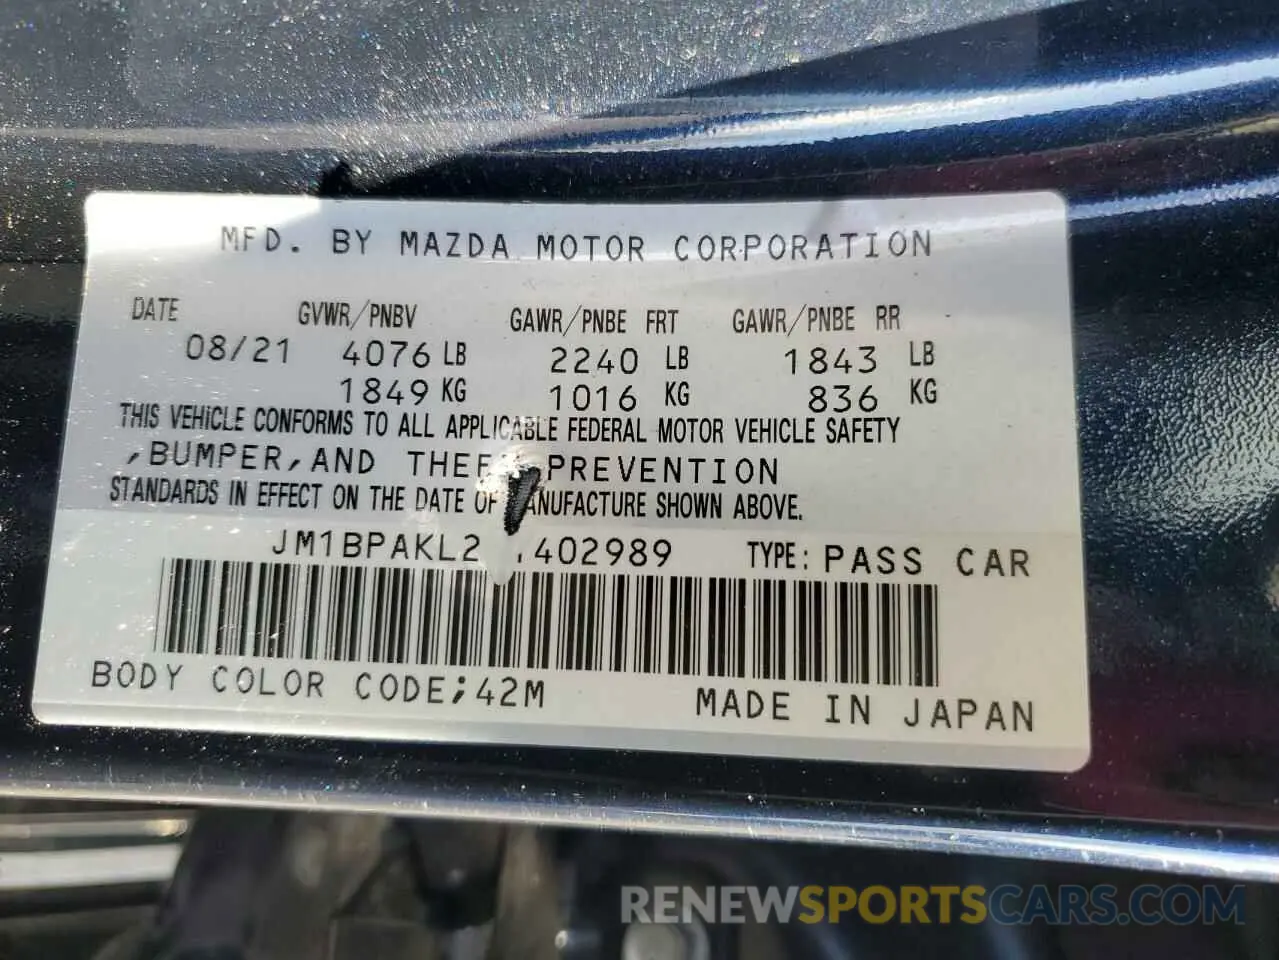 MFD. BY MAZDA MOTOR CORPORATION
DATE GVWR/PNBV GAWR/PNBE FRT GAWR/PNBE RR
08/21 4076 LB 2240 LB 1843 LB
1849 KG 1016 KG 836 KG
THIS VEHICLE CONFORMS TO ALL APPLICABLE FEDERAL MOTOR VEHICLE SAFETY
,BUMPER,AND PREVENTION
STANDARDS IN EFFECT ON THE DATE OF SHOWN ABOVE.
JM1BPAKL2 402989 TYPE: PASS CAR
BODY COLOR CODE;42M MADE IN JAPAN
RENEWSPORTSCARS.COM